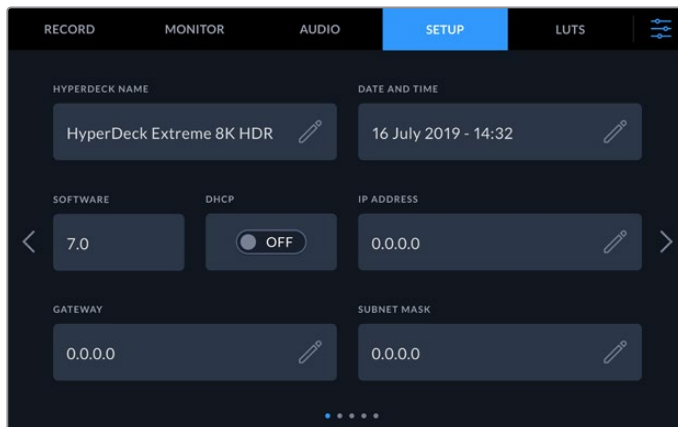 RECORD MONITOR AUDIO SETUP LUTS
HYPERDECK NAME DATE AND TIME
HyperDeck Extreme 8K HDR 16 July 2019 - 14:32
SOFTWARE DHCP IP ADDRESS
7.0 OFF 0.0.0.0
GATEWAY SUBNET MASK
0.0.0.0 0.0.0.0